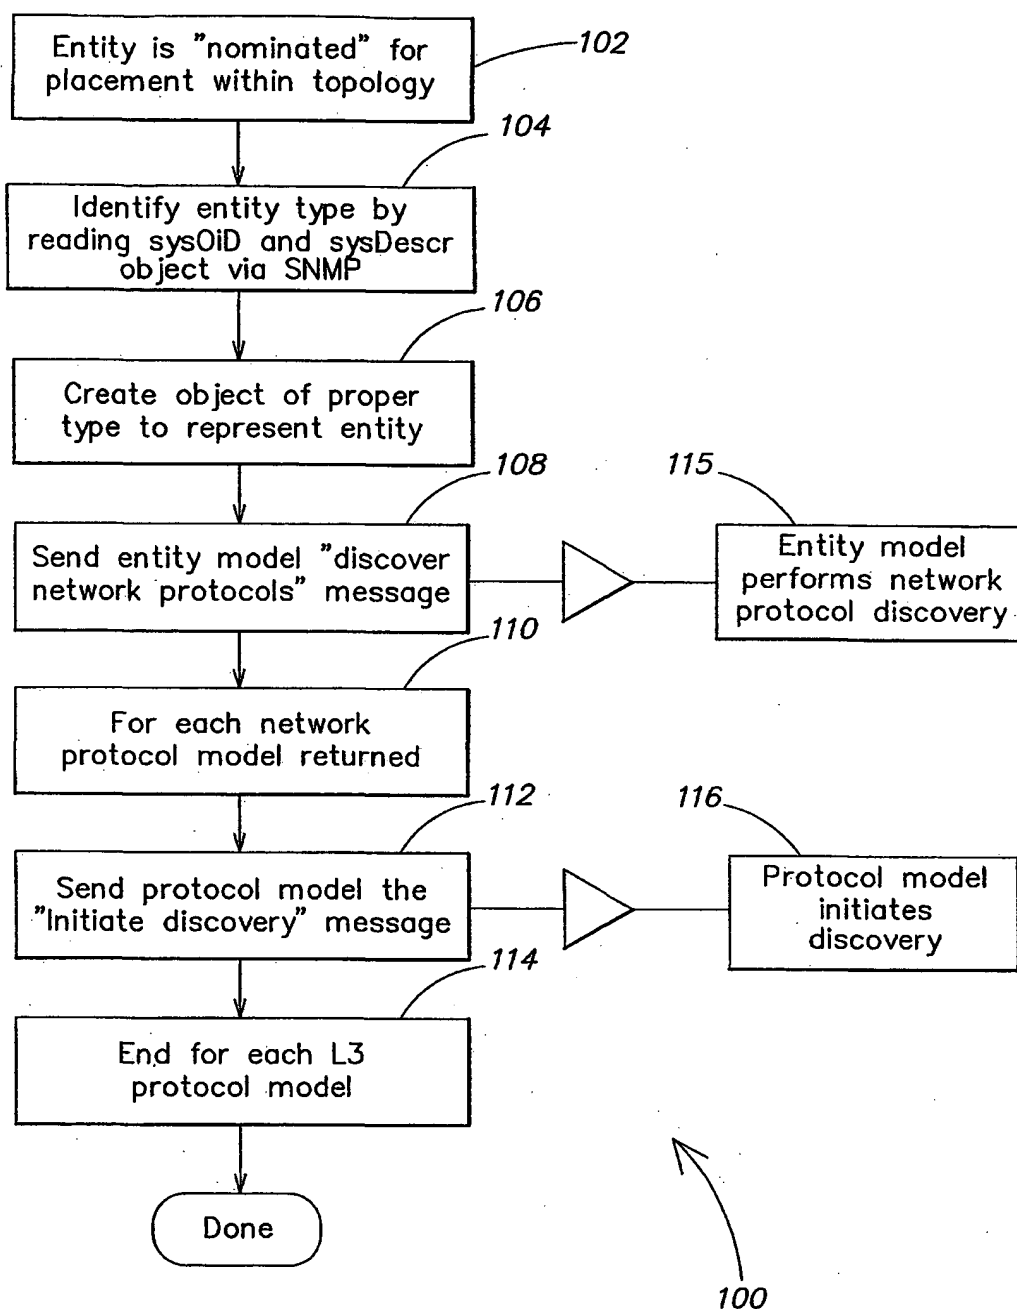 Entity is "nominated" for
placement within topology
102
104
Identify entity type by
reading sysOiD and sysDescr
object via SNMP
106
Create object of proper
type to represent entity
108
Send entity model "discover
network protocols" message
115
Entity model
performs network
protocol discovery
110
For each network
protocol model returned
112
Send protocol model the
"Initiate discovery" message
116
Protocol model
initiates
discovery
114
End for each L3
protocol model
Done
100